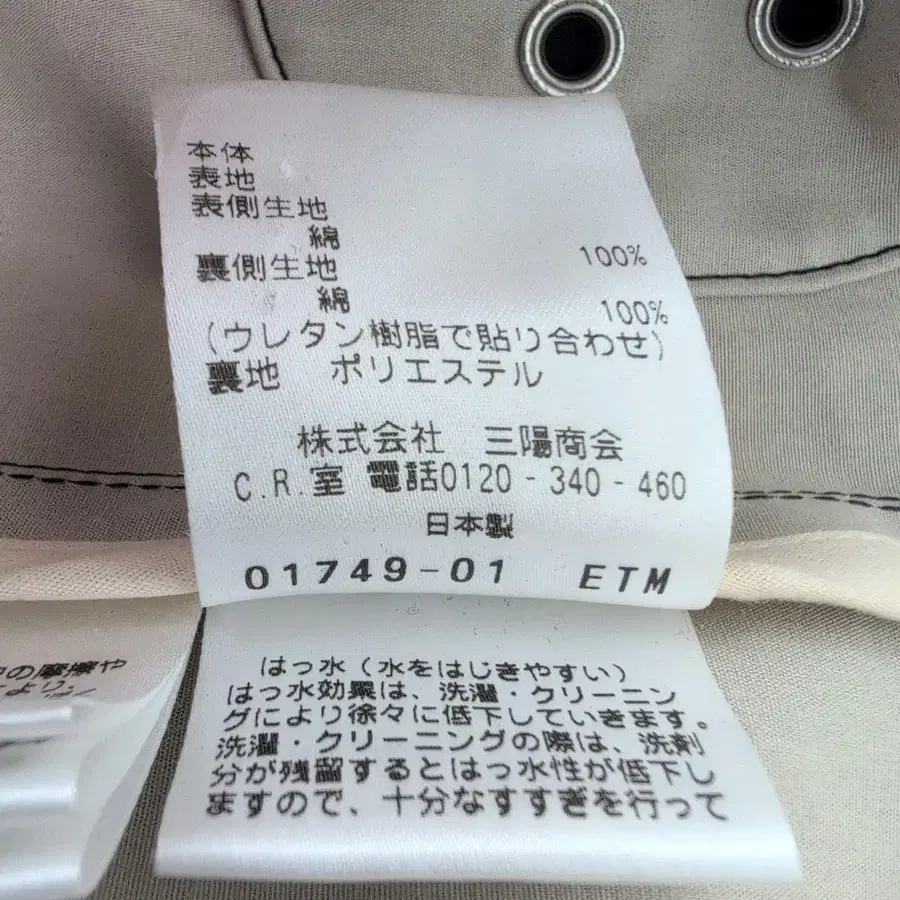 本体
表地
表側生地
綿 100%
裏側生地
綿 100%
(ウレタン樹脂で貼り合わせ)
裏地 ポリエステル
株式会社 三陽商会
C.R.室 電話0120-340-460
日本製
01749-01 ETM
の摩擦や
により
はっ水(水をはじきやすい)
はっ水効果は、洗濯・クリーニン
グにより徐々に低下していきます。
洗濯・クリーニングの際は、洗剤
分が残留するとはっ水性が低下し
ますので、十分なすすぎを行って